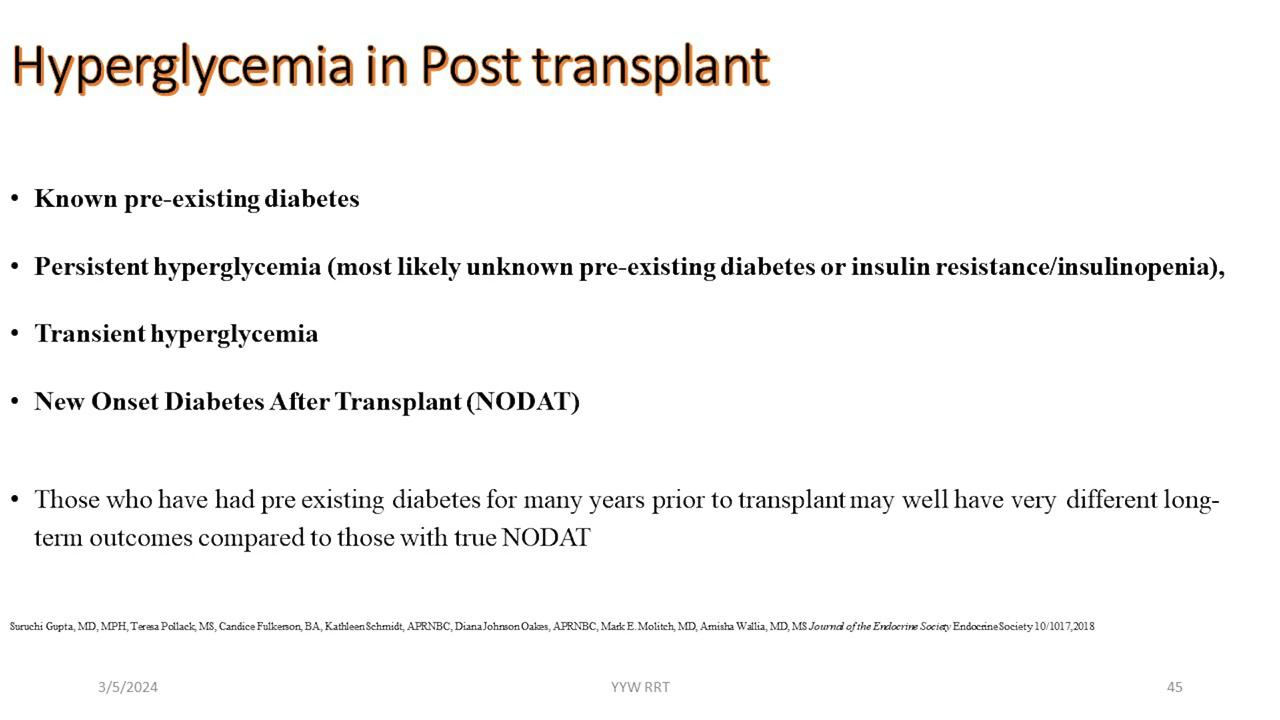 Hyperglycemia in Post transplant
• Known pre-existing diabetes
• Persistent hyperglycemia (most likely unknown pre-existing diabetes or insulin resistance/insulinopenia),
• Transient hyperglycemia
• New Onset Diabetes After Transplant (NODAT)
• Those who have had pre existing diabetes for many years prior to transplant may well have very different long-
term outcomes compared to those with true NODAT
Suruchi Gupta, MD, MPH, Teresa Pollack, MS, Candice Fulkerson, BA, Kathleen Schmidt, APRNBC, Diana Johnson Oakes, APRNBC, Mark E. Molitch, MD, Amisha Wallia, MD, MS Journal of the Endocrine Society Endocrine Society 10/1017,2018
3/5/2024 YYW RRT 45